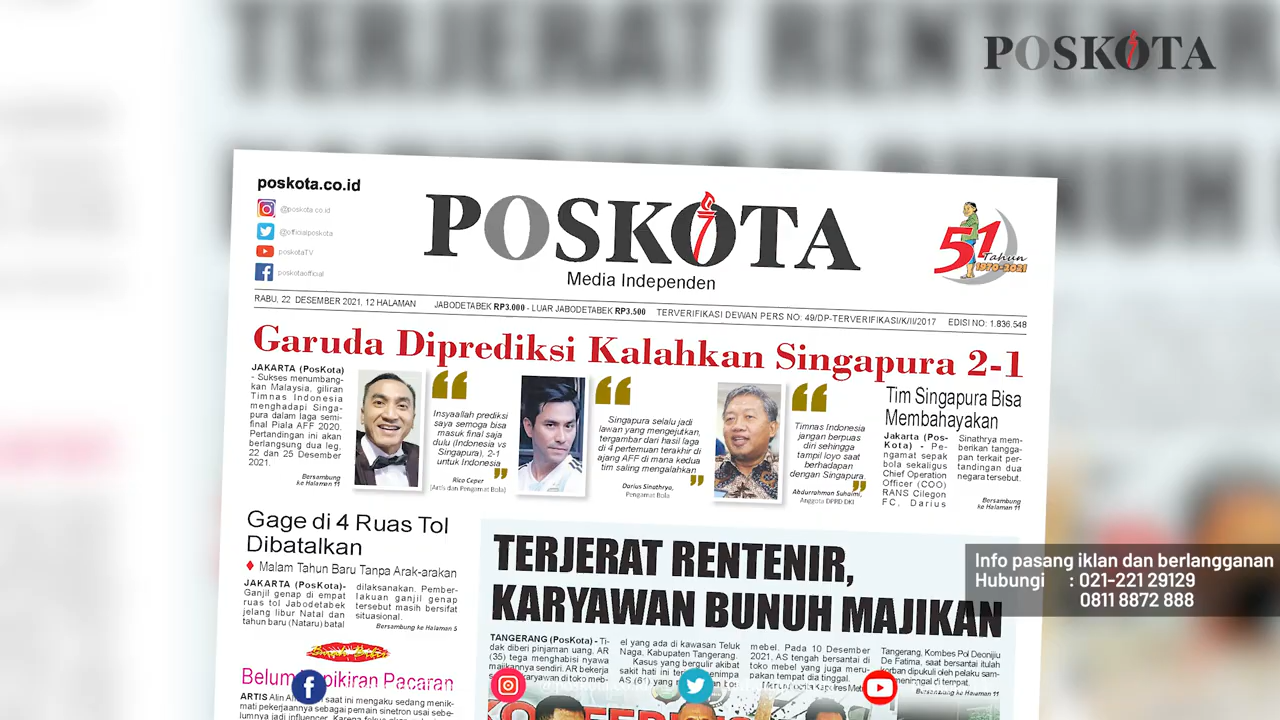 POSKOTA
poskota.co.id
@poskota.co.id
@officialposkota
poskotaTV
poskotaofficial
POSKOTA
Media Independen
51
Tahun
1970-2021
RABU, 22 DESEMBER 2021, 12 HALAMAN
JABODETABEK RP3.000 - LUAR JABODETABEK RP3.500
TERVERIFIKASI DEWAN PERS NO: 49/DP-TERVERIFIKASI/K/II/2017
EDISI NO: 1.836.548
Garuda Diprediksi Kalahkan Singapura 2-1
JAKARTA (PosKota)
- Sukses menumbang-
kan Malaysia, giliran
Timnas Indonesia
menghadapi Singa-
pura dalam laga semi-
final Piala AFF 2020.
Pertandingan ini akan
berlangsung dua leg,
22 dan 25 Desember
2021.
Bersambung
ke Halaman 11
Insyaallah prediksi
saya semoga bisa
masuk final saja
dulu (Indonesia vs
Singapura), 2-1
untuk Indonesia
Rico Ceper
(Artis dan Pengamat Bola)
Singapura selalu jadi
lawan yang mengejutkan,
tergambar dari hasil laga
di 4 pertemuan terakhir di
ajang AFF di mana kedua
tim saling mengalahkan
Darius Sinathrya,
Pengamat Bola
Timnas Indonesia
jangan berpuas
diri sehingga
tampil loyo saat
berhadapan
dengan Singapura.
Abdurrahman Suhaimi,
Anggota DPRD DKI
Tim Singapura Bisa
Membahayakan
Jakarta (Pos-
Kota) - Pe-
ngamat sepak
bola sekaligus
Chief Operation
Officer (COO)
RANS Cilegon
FC, Darius
Sinathrya mem-
berikan tangga-
pan terkait per-
tandingan dua
negara tersebut.
Bersambung
ke Halaman 11
Gage di 4 Ruas Tol
Dibatalkan
Malam Tahun Baru Tanpa Arak-arakan
JAKARTA (PosKota)-
Ganjil genap di empat
ruas tol Jabodetabek
jelang libur Natal dan
tahun baru (Nataru) batal
dilaksanakan. Pember-
lakuan ganjil genap
tersebut masih bersifat
situasional.
Bersambung ke Halaman 5
TERJERAT RENTENIR,
KARYAWAN BUNUH MAJIKAN
TANGERANG (PosKota) - Ti-
dak diberi pinjaman uang, AR
(35) tega menghabisi nyawa
majikannya sendiri. AR bekerja
el yang ada di kawasan Teluk
Naga, Kabupaten Tangerang.
Kasus yang bergulir akibat
sakit hati ini
mebel. Pada 10 Desember
2021, AS tengah bersantai di
toko mebel yang juga meru-
pakan tempat dia tinggal.
Tangerang, Kombes Pol Deonijiu
De Fatima, saat bersantai itulah
korban dipukuli oleh pelaku sam-
Bersambung ke Halaman 11
Pacaran
ARTIS
saat ini mengaku sedang menik-
mati pekerjaannya sebagai pemain sinetron usai sebe-
Info pasang iklan dan berlangganan
Hubungi : 021-221 29129
0811 8872 888